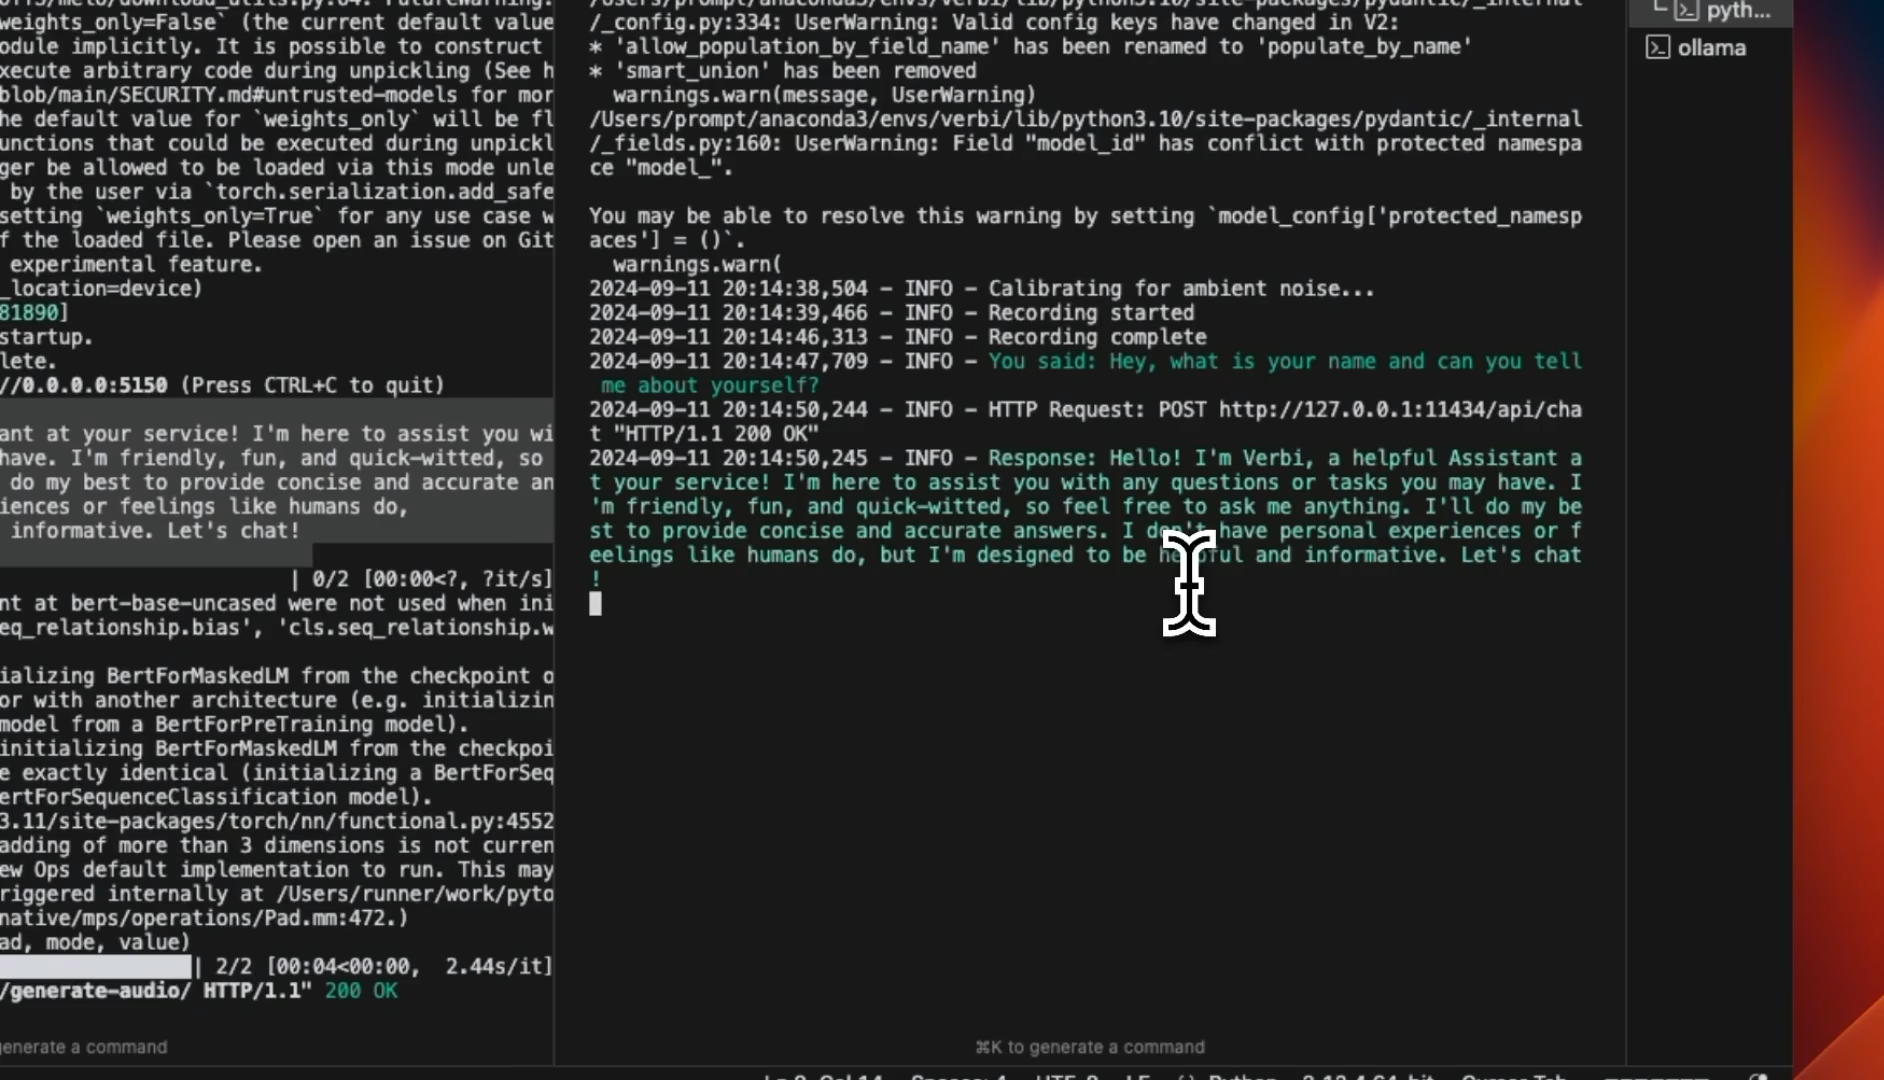 weights_only=False` (the current default value
odule implicitly. It is possible to construct
xecute arbitrary code during unpickling (See h
blob/main/SECURITY.md#untrusted-models for mor
he default value for `weights_only` will be fl
unctions that could be executed during unpickl
ger be allowed to be loaded via this mode unle
by the user via `torch.serialization.add_safe
setting `weights_only=True` for any use case w
f the loaded file. Please open an issue on Git
experimental feature.
_location=device)
81890]
startup.
lete.
//0.0.0.0:5150 (Press CTRL+C to quit)
ant at your service! I'm here to assist you wi
have. I'm friendly, fun, and quick-witted, so
do my best to provide concise and accurate an
iences or feelings like humans do,
informative. Let's chat!
| 0/2 [00:00<?, ?it/s]
nt at bert-base-uncased were not used when ini
eq_relationship.bias', 'cls.seq_relationship.w
ializing BertForMaskedLM from the checkpoint o
or with another architecture (e.g. initializin
model from a BertForPreTraining model).
initializing BertForMaskedLM from the checkpoi
e exactly identical (initializing a BertForSeq
ertForSequenceClassification model).
3.11/site-packages/torch/nn/functional.py:4552
adding of more than 3 dimensions is not curren
ew Ops default implementation to run. This may
riggered internally at /Users/runner/work/pyto
native/mps/operations/Pad.mm:472.)
ad, mode, value)
| 2/2 [00:04<00:00, 2.44s/it]
/generate-audio/ HTTP/1.1" 200 OK
enerate a command
/Users/prompt/anaconda3/envs/verbi/lib/python3.10/site-packages/pydantic/_internal
/_config.py:334: UserWarning: Valid config keys have changed in V2:
* 'allow_population_by_field_name' has been renamed to 'populate_by_name'
* 'smart_union' has been removed
warnings.warn(message, UserWarning)
/Users/prompt/anaconda3/envs/verbi/lib/python3.10/site-packages/pydantic/_internal
/_fields.py:160: UserWarning: Field "model_id" has conflict with protected namespa
ce "model_".
You may be able to resolve this warning by setting `model_config['protected_namesp
aces'] = ()`.
warnings.warn(
2024-09-11 20:14:38,504 - INFO - Calibrating for ambient noise...
2024-09-11 20:14:39,466 - INFO - Recording started
2024-09-11 20:14:46,313 - INFO - Recording complete
2024-09-11 20:14:47,709 - INFO - You said: Hey, what is your name and can you tell
me about yourself?
2024-09-11 20:14:50,244 - INFO - HTTP Request: POST http://127.0.0.1:11434/api/cha
t "HTTP/1.1 200 OK"
2024-09-11 20:14:50,245 - INFO - Response: Hello! I'm Verbi, a helpful Assistant a
t your service! I'm here to assist you with any questions or tasks you may have. I
'm friendly, fun, and quick-witted, so feel free to ask me anything. I'll do my be
st to provide concise and accurate answers. I don't have personal experiences or f
eelings like humans do, but I'm designed to be helpful and informative. Let's chat
!
⌘K to generate a command
pyth...
ollama